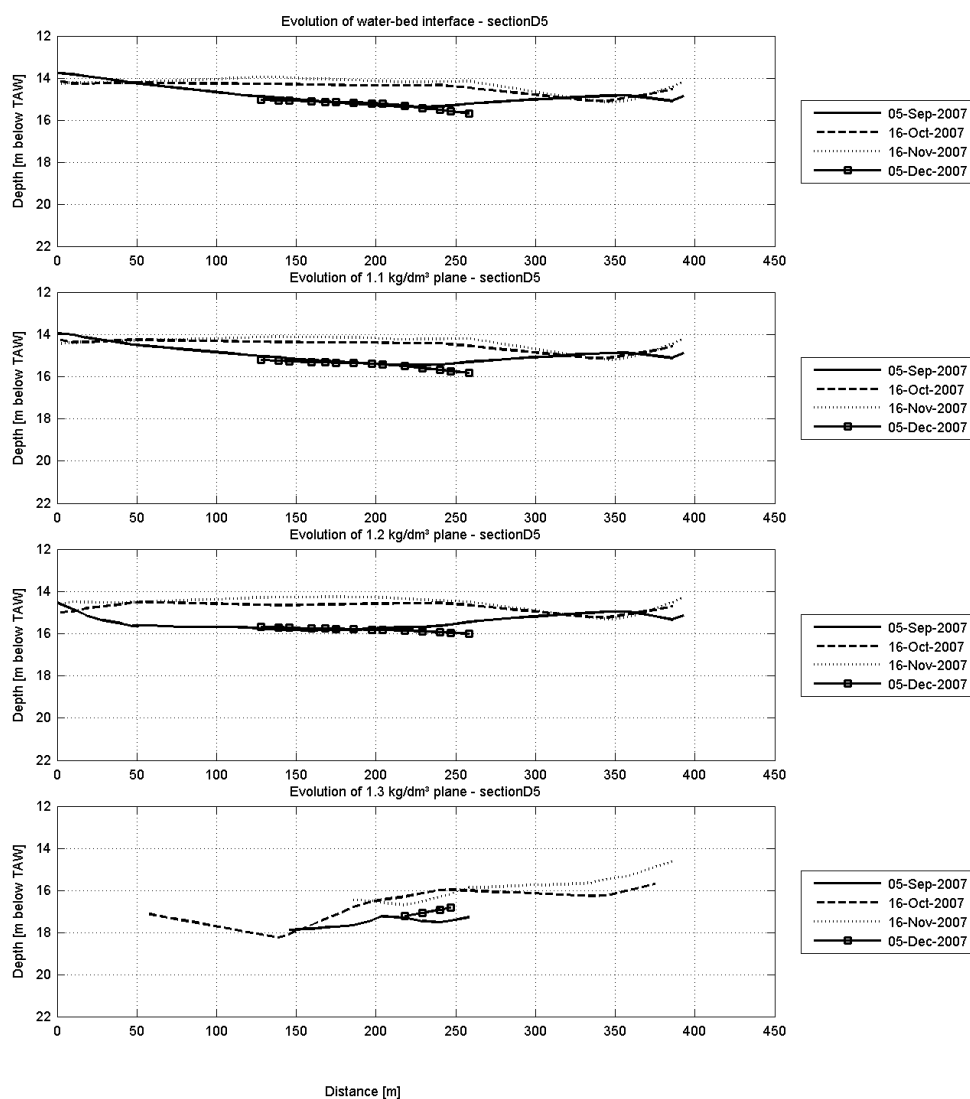 Evolution of water-bed interface - sectionD5
12
14
16
18
20
22
Depth [m below TAW]
0 50 100 150 200 250 300 350 400 450
05-Sep-2007
16-Oct-2007
16-Nov-2007
05-Dec-2007
Evolution of 1.1 kg/dm³ plane - sectionD5
12
14
16
18
20
22
Depth [m below TAW]
0 50 100 150 200 250 300 350 400 450
05-Sep-2007
16-Oct-2007
16-Nov-2007
05-Dec-2007
Evolution of 1.2 kg/dm³ plane - sectionD5
12
14
16
18
20
22
Depth [m below TAW]
0 50 100 150 200 250 300 350 400 450
05-Sep-2007
16-Oct-2007
16-Nov-2007
05-Dec-2007
Evolution of 1.3 kg/dm³ plane - sectionD5
12
14
16
18
20
22
Depth [m below TAW]
0 50 100 150 200 250 300 350 400 450
05-Sep-2007
16-Oct-2007
16-Nov-2007
05-Dec-2007
Distance [m]